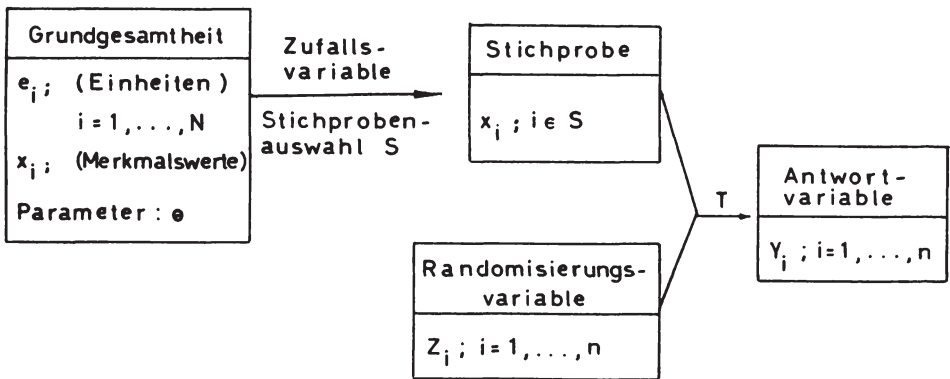 Grundgesamtheit
e_i ; (Einheiten)
i = 1, . . . , N
x_i ; (Merkmalswerte)
Parameter : θ
Zufalls-
variable
Stichproben-
auswahl S
Stichprobe
x_i ; i ∈ S
Randomisierungs-
variable
Z_i ; i = 1, . . . , n
T
Antwort-
variable
Y_i ; i = 1, . . . , n